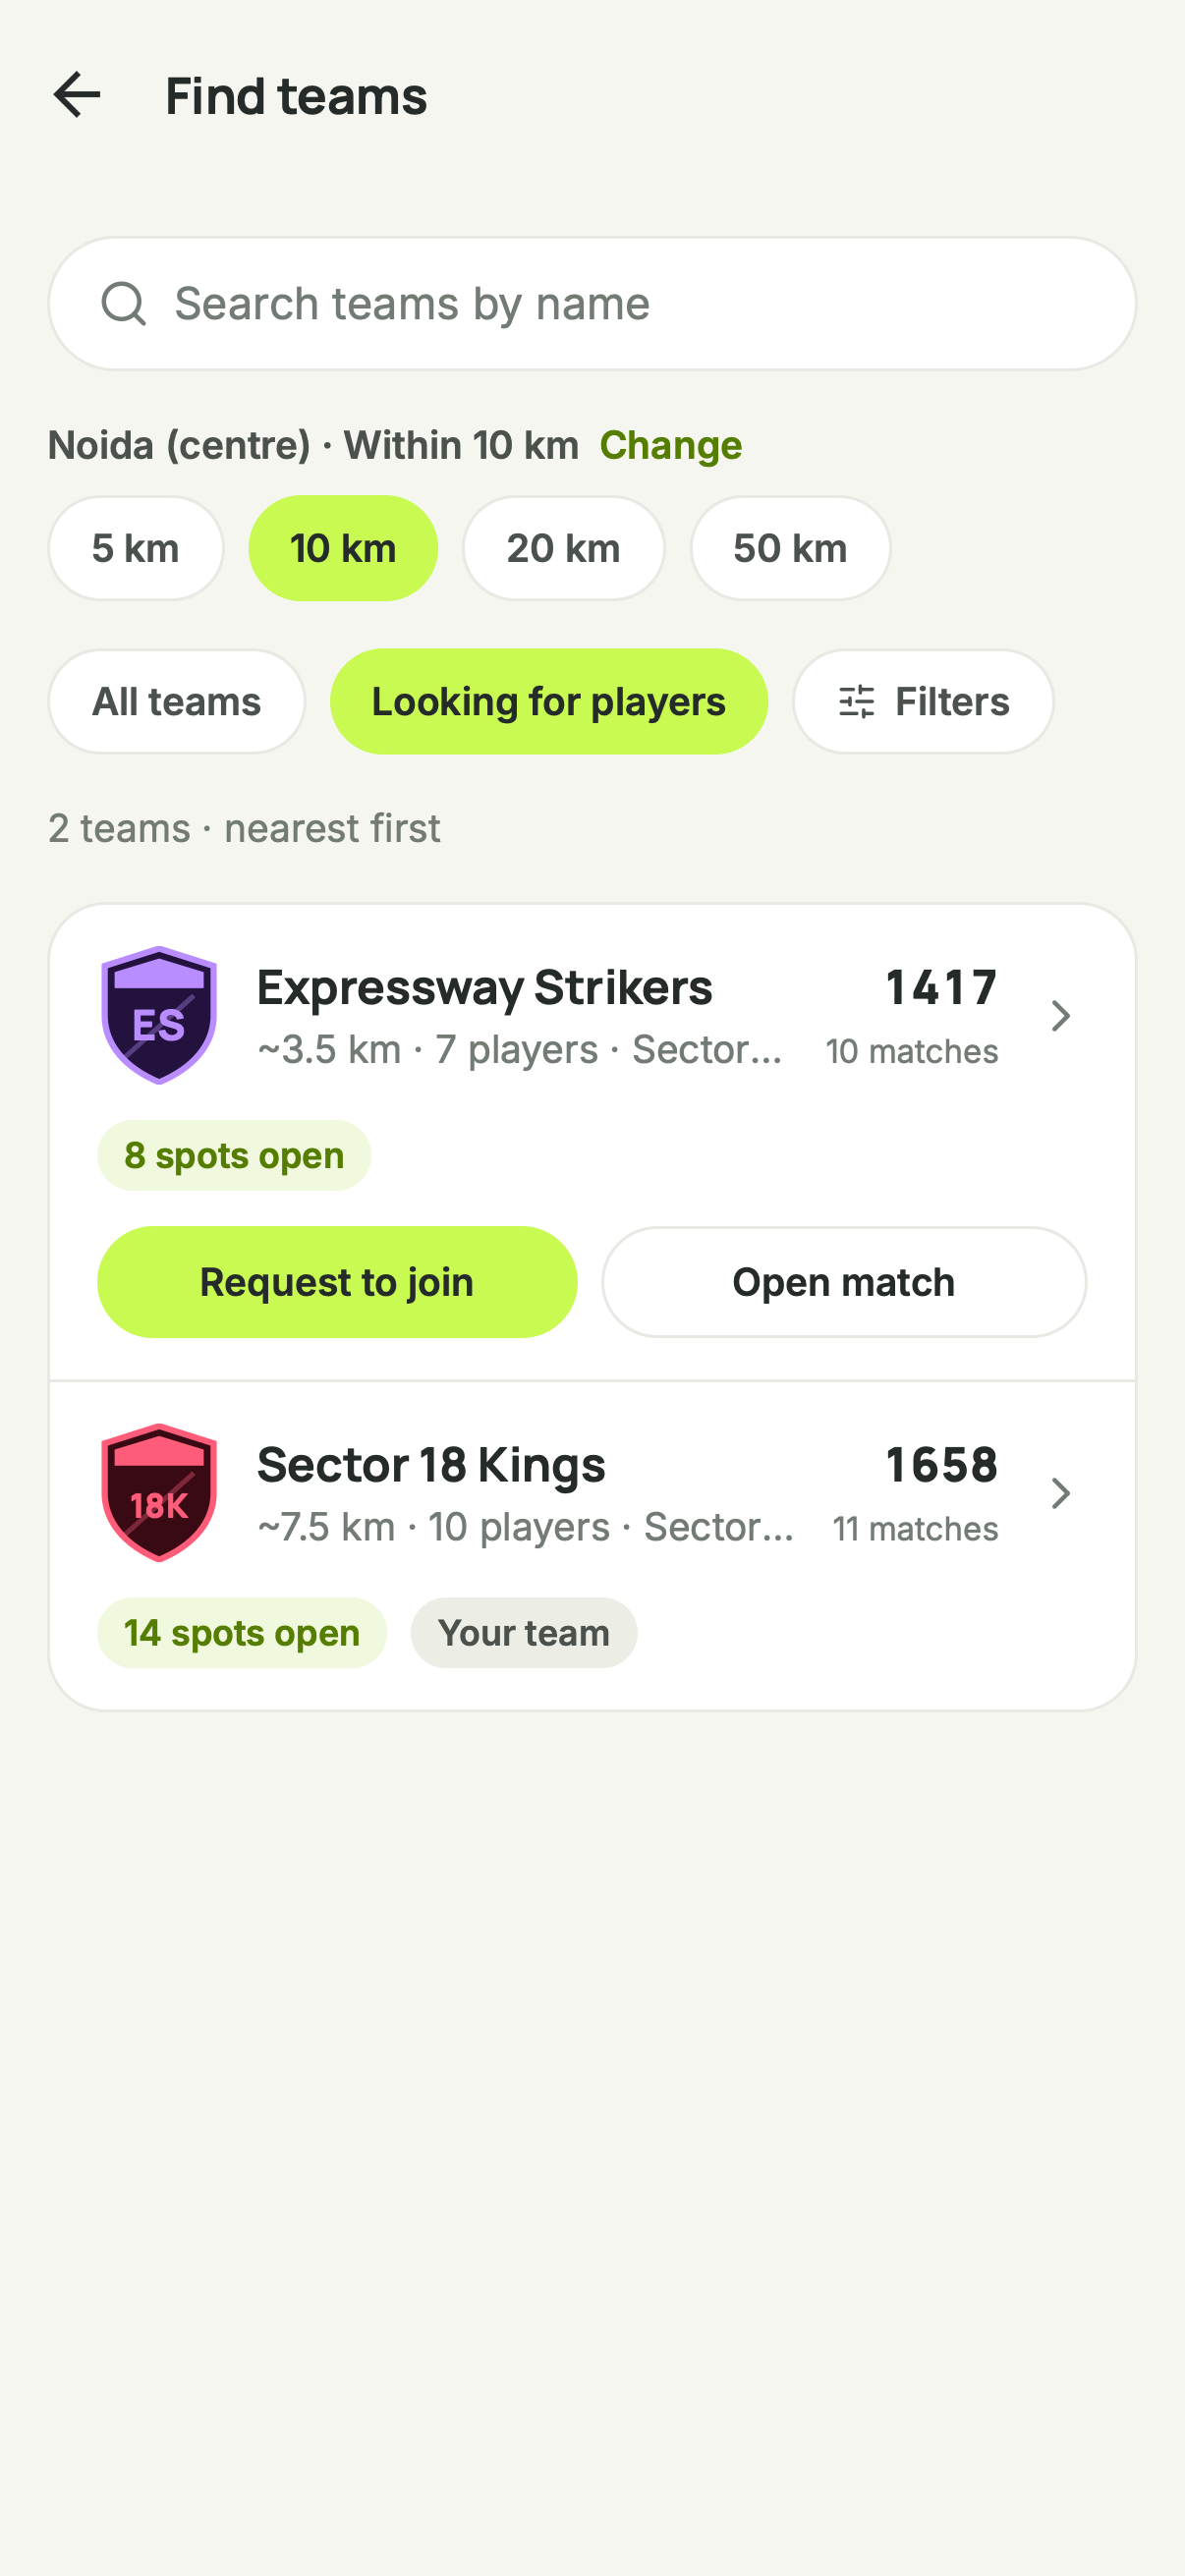 Find teams
Search teams by name
Noida (centre) · Within 10 km Change
5 km 10 km 20 km 50 km
All teams Looking for players Filters
2 teams · nearest first
ES Expressway Strikers 1417
~3.5 km · 7 players · Sector... 10 matches
8 spots open
Request to join Open match
18K Sector 18 Kings 1658
~7.5 km · 10 players · Sector... 11 matches
14 spots open Your team